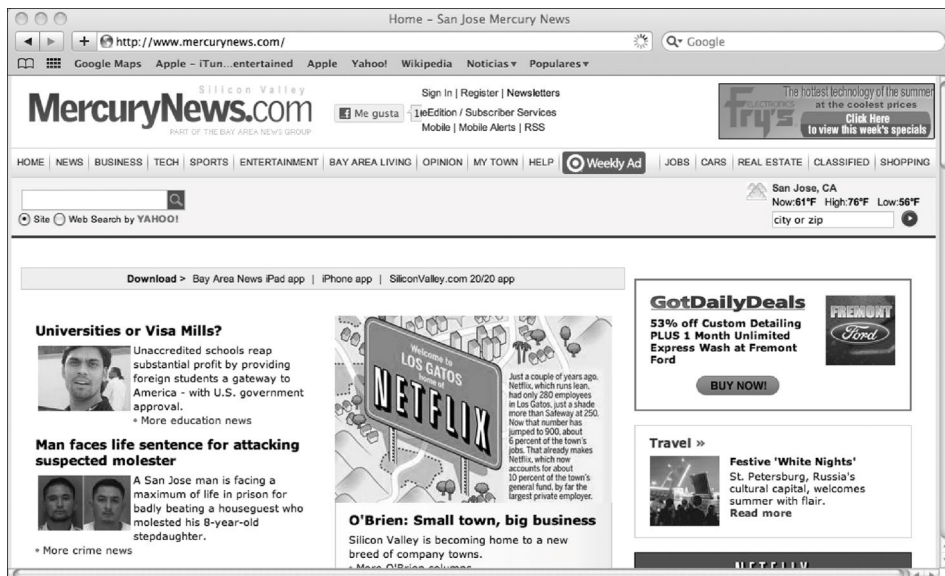 Home – San Jose Mercury News
http://www.mercurynews.com/
Google
Google Maps Apple – iTun...entertained Apple Yahoo! Wikipedia Noticias ▾ Populares ▾
Silicon Valley
MercuryNews.com
PART OF THE BAY AREA NEWS GROUP
Me gusta
Sign In | Register | Newsletters
eEdition / Subscriber Services
Mobile | Mobile Alerts | RSS
fry's
ELECTRONICS
The hottest technology of the summer
at the coolest prices
Click Here
to view this week's specials
HOME | NEWS | BUSINESS | TECH | SPORTS | ENTERTAINMENT | BAY AREA LIVING | OPINION | MY TOWN | HELP | Weekly Ad | JOBS | CARS | REAL ESTATE | CLASSIFIED | SHOPPING
Site Web Search by YAHOO!
San Jose, CA
Now:61°F High:76°F Low:56°F
city or zip
Download > Bay Area News iPad app | iPhone app | SiliconValley.com 20/20 app
Universities or Visa Mills?
Unaccredited schools reap
substantial profit by providing
foreign students a gateway to
America - with U.S. government
approval.
• More education news
Man faces life sentence for attacking
suspected molester
A San Jose man is facing a
maximum of life in prison for
badly beating a houseguest who
molested his 8-year-old
stepdaughter.
• More crime news
Welcome to
LOS GATOS
home of
NETFLIX
Just a couple of years ago,
Netflix, which runs lean,
had only 280 employees
in Los Gatos, just a shade
more than Safeway at 250.
Now that number has
jumped to 900, about
6 percent of the town's
jobs. That already makes
Netflix, which now
accounts for about
10 percent of the town's
general fund, by far the
largest private employer.
O'Brien: Small town, big business
Silicon Valley is becoming home to a new
breed of company towns.
• More O'Brien columns
GotDailyDeals
53% off Custom Detailing
PLUS 1 Month Unlimited
Express Wash at Fremont
Ford
BUY NOW!
FREMONT
Ford
Travel »
Festive 'White Nights'
St. Petersburg, Russia's
cultural capital, welcomes
summer with flair.
Read more
NETFLIX